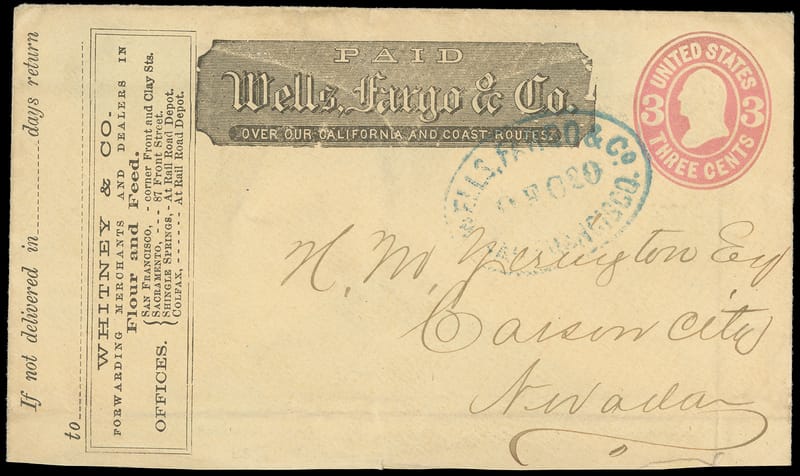 If not delivered in ........ days return
to
WHITNEY & CO.
FORWARDING MERCHANTS AND DEALERS IN
Flour and Feed.
OFFICES.
SAN FRANCISCO, - corner Front and Clay Sts.
SACRAMENTO, - - - 87 Front Street.
SHINGLE SPRINGS, - At Rail Road Depot.
COLFAX, - - - - - - At Rail Road Depot.
PAID
Wells, Fargo & Co.
OVER OUR CALIFORNIA AND COAST ROUTES
UNITED STATES
3 3
THREE CENTS
WELLS, FARGO & CO.
20
H. M. Yerington Esq
Carson City
Nevada